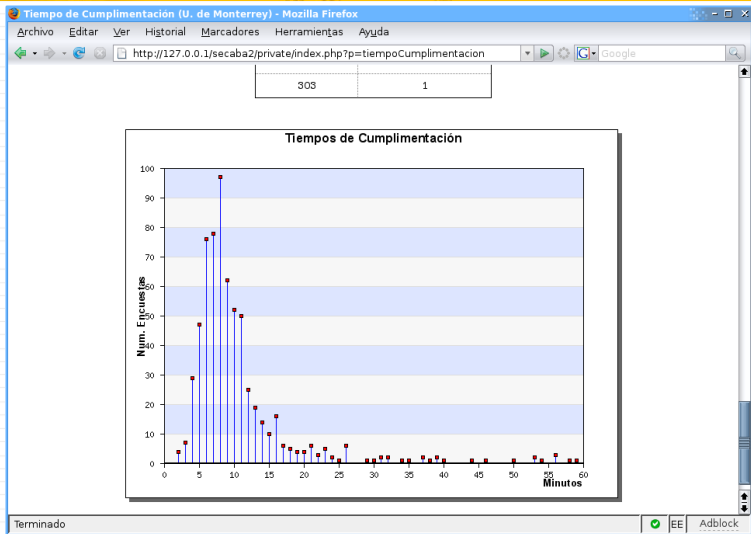 Tiempo de Cumplimentación (U. de Monterrey) - Mozilla Firefox
Archivo Editar Ver Historial Marcadores Herramientas Ayuda
http://127.0.0.1/secaba2/private/index.php?p=tiempoCumplimentacion
G Google
303 1
Tiempos de Cumplimentación
Num. Encuestas
100
90
80
70
60
50
40
30
20
10
0
0 5 10 15 20 25 30 35 40 45 50 55 60
Minutos
Terminado EE Adblock